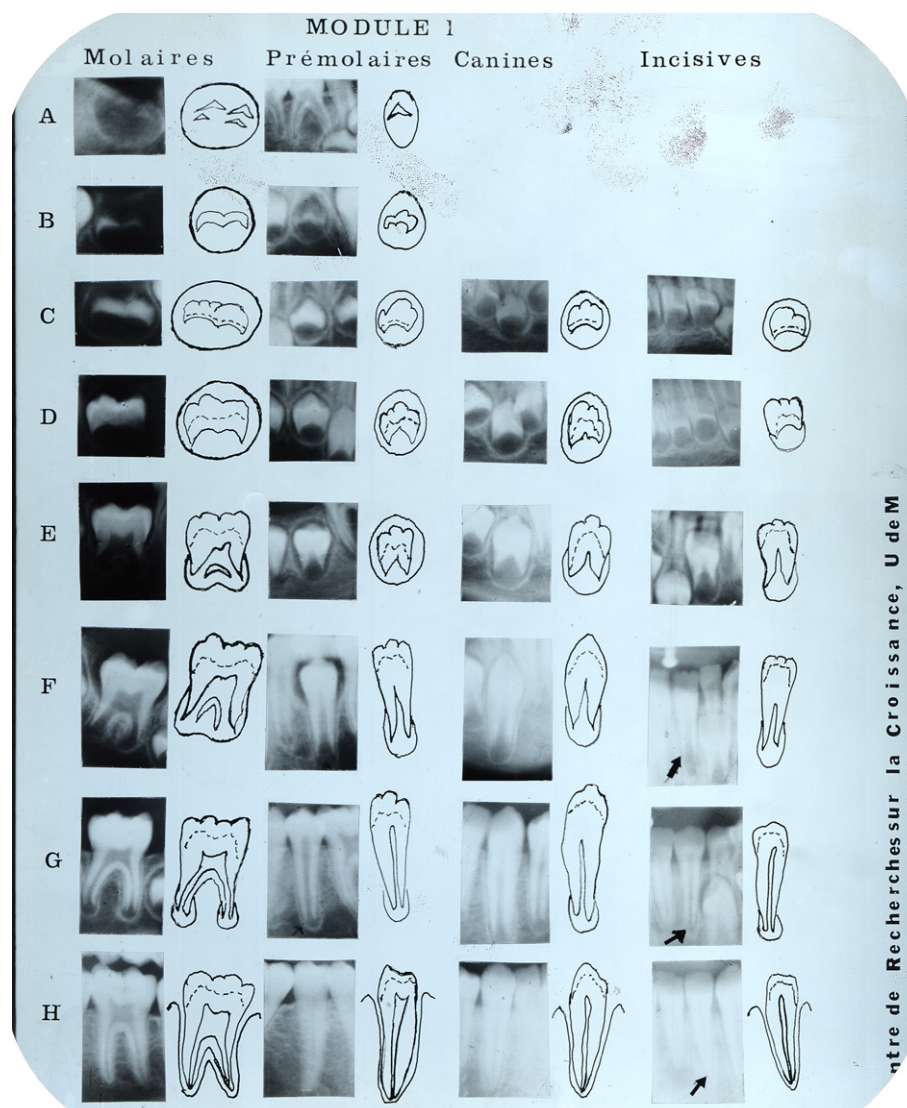 MODULE 1
Molaires Prémolaires Canines Incisives
A
B
C
D
E
F
G
H
ntre de Recherches sur la Croissance, U de M